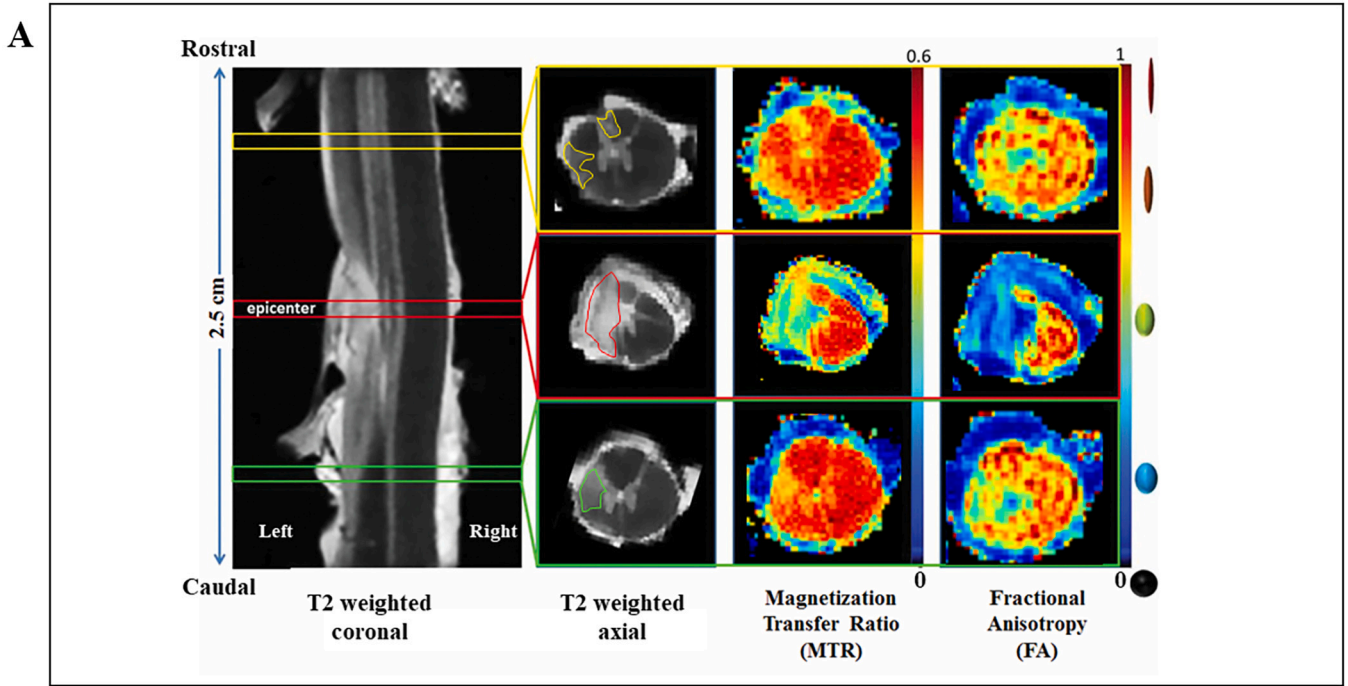 A
Rostral
0.6
1
2.5 cm
epicenter
Left
Right
Caudal
0
0
T2 weighted
coronal
T2 weighted
axial
Magnetization
Transfer Ratio
(MTR)
Fractional
Anisotropy
(FA)